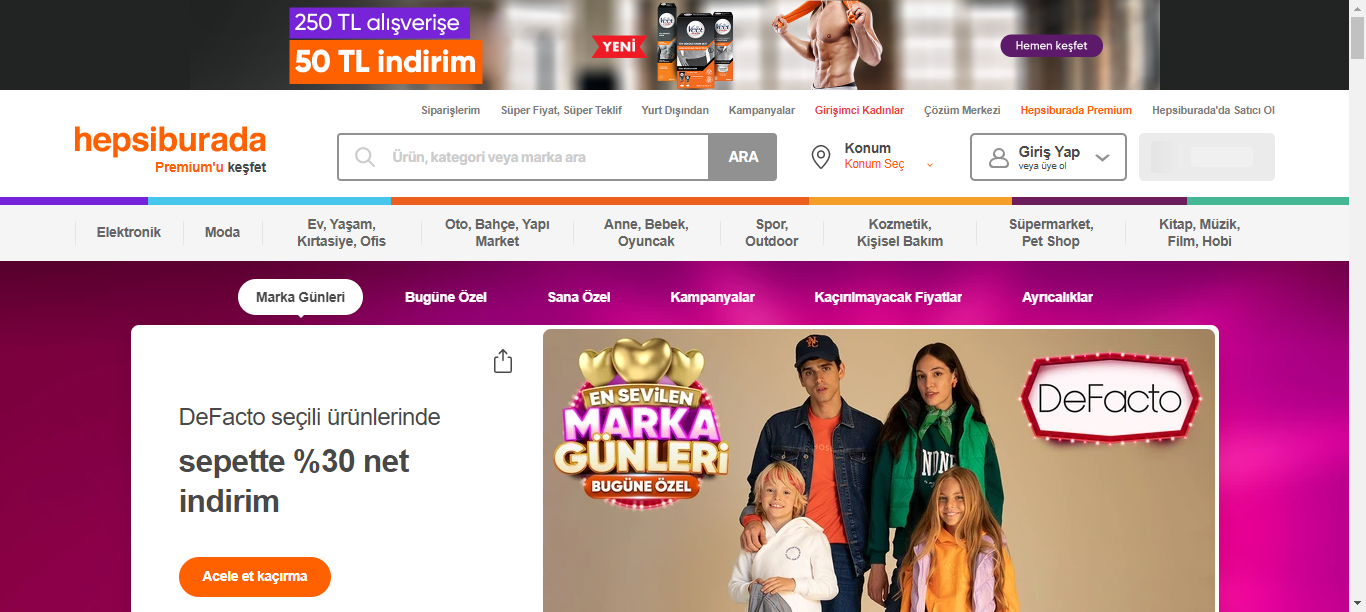 250 TL alışverişe
50 TL indirim
YENİ
Veet
Veet
Veet
Hemen keşfet
Siparişlerim
Süper Fiyat, Süper Teklif
Yurt Dışından
Kampanyalar
Girişimci Kadınlar
Çözüm Merkezi
Hepsiburada Premium
Hepsiburada'da Satıcı Ol
hepsiburada
Premium'u keşfet
Ürün, kategori veya marka ara
ARA
Konum
Konum Seç
Giriş Yap
veya üye ol
Elektronik
Moda
Ev, Yaşam,
Kırtasiye, Ofis
Oto, Bahçe, Yapı
Market
Anne, Bebek,
Oyuncak
Spor,
Outdoor
Kozmetik,
Kişisel Bakım
Süpermarket,
Pet Shop
Kitap, Müzik,
Film, Hobi
Marka Günleri
Bugüne Özel
Sana Özel
Kampanyalar
Kaçırılmayacak Fiyatlar
Ayrıcalıklar
DeFacto seçili ürünlerinde
sepette %30 net
indirim
Acele et kaçırma
EN SEVİLEN
MARKA
GÜNLERİ
BUGÜNE ÖZEL
DeFacto